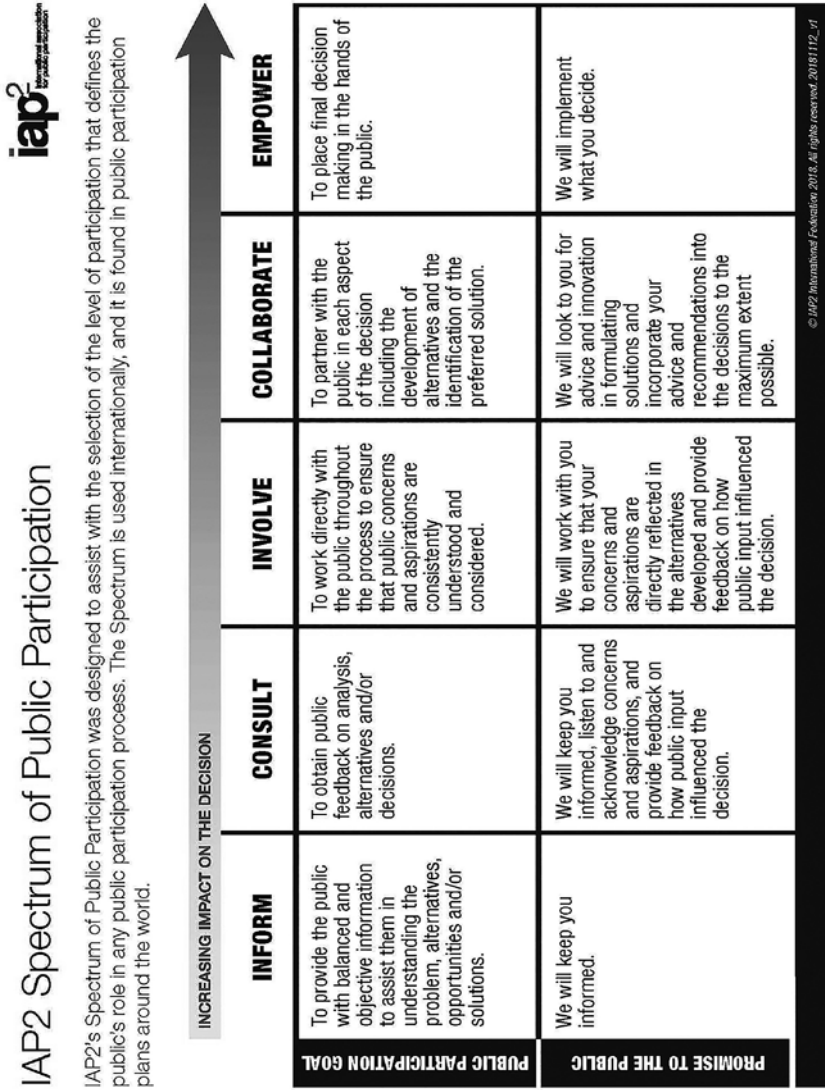 IAP2 Spectrum of Public Participation
iap2
international association
for public participation
IAP2's Spectrum of Public Participation was designed to assist with the selection of the level of participation that defines the
public's role in any public participation process. The Spectrum is used internationally, and it is found in public participation
plans around the world.
INCREASING IMPACT ON THE DECISION
INFORM
CONSULT
INVOLVE
COLLABORATE
EMPOWER
PUBLIC PARTICIPATION GOAL
To provide the public
with balanced and
objective information
to assist them in
understanding the
problem, alternatives,
opportunities and/or
solutions.
To obtain public
feedback on analysis,
alternatives and/or
decisions.
To work directly with
the public throughout
the process to ensure
that public concerns
and aspirations are
consistently
understood and
considered.
To partner with the
public in each aspect
of the decision
including the
development of
alternatives and the
identification of the
preferred solution.
To place final decision
making in the hands of
the public.
PROMISE TO THE PUBLIC
We will keep you
informed.
We will keep you
informed, listen to and
acknowledge concerns
and aspirations, and
provide feedback on
how public input
influenced the
decision.
We will work with you
to ensure that your
concerns and
aspirations are
directly reflected in
the alternatives
developed and provide
feedback on how
public input influenced
the decision.
We will look to you for
advice and innovation
in formulating
solutions and
incorporate your
advice and
recommendations into
the decisions to the
maximum extent
possible.
We will implement
what you decide.
© IAP2 International Federation 2018. All rights reserved. 20181112_v1